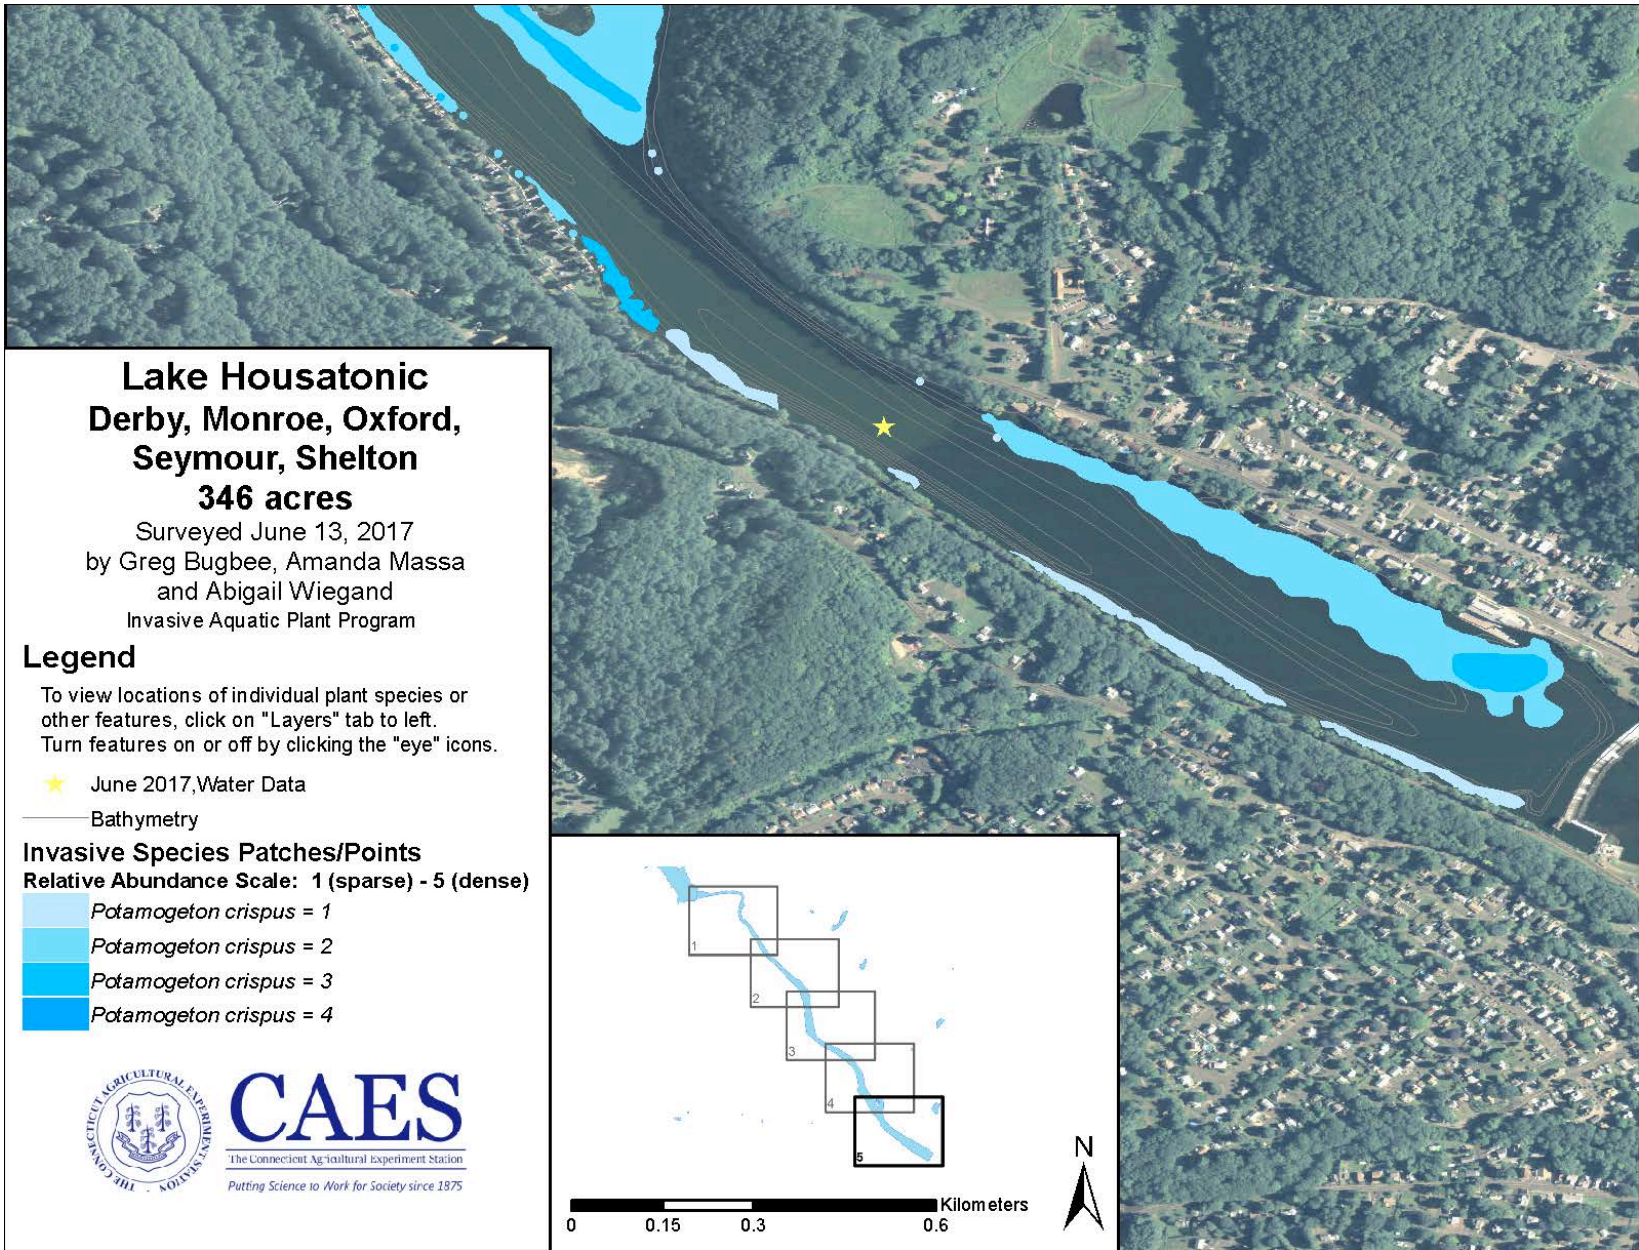 Lake Housatonic
Derby, Monroe, Oxford,
Seymour, Shelton
346 acres
Surveyed June 13, 2017
by Greg Bugbee, Amanda Massa
and Abigail Wiegand
Invasive Aquatic Plant Program
Legend
To view locations of individual plant species or
other features, click on "Layers" tab to left.
Turn features on or off by clicking the "eye" icons.
June 2017,Water Data
Bathymetry
Invasive Species Patches/Points
Relative Abundance Scale: 1 (sparse) - 5 (dense)
Potamogeton crispus = 1
Potamogeton crispus = 2
Potamogeton crispus = 3
Potamogeton crispus = 4
THE CONNECTICUT AGRICULTURAL EXPERIMENT STATION
CAES
The Connecticut Agricultural Experiment Station
Putting Science to Work for Society since 1875
1
2
3
4
5
N
Kilometers
0 0.15 0.3 0.6